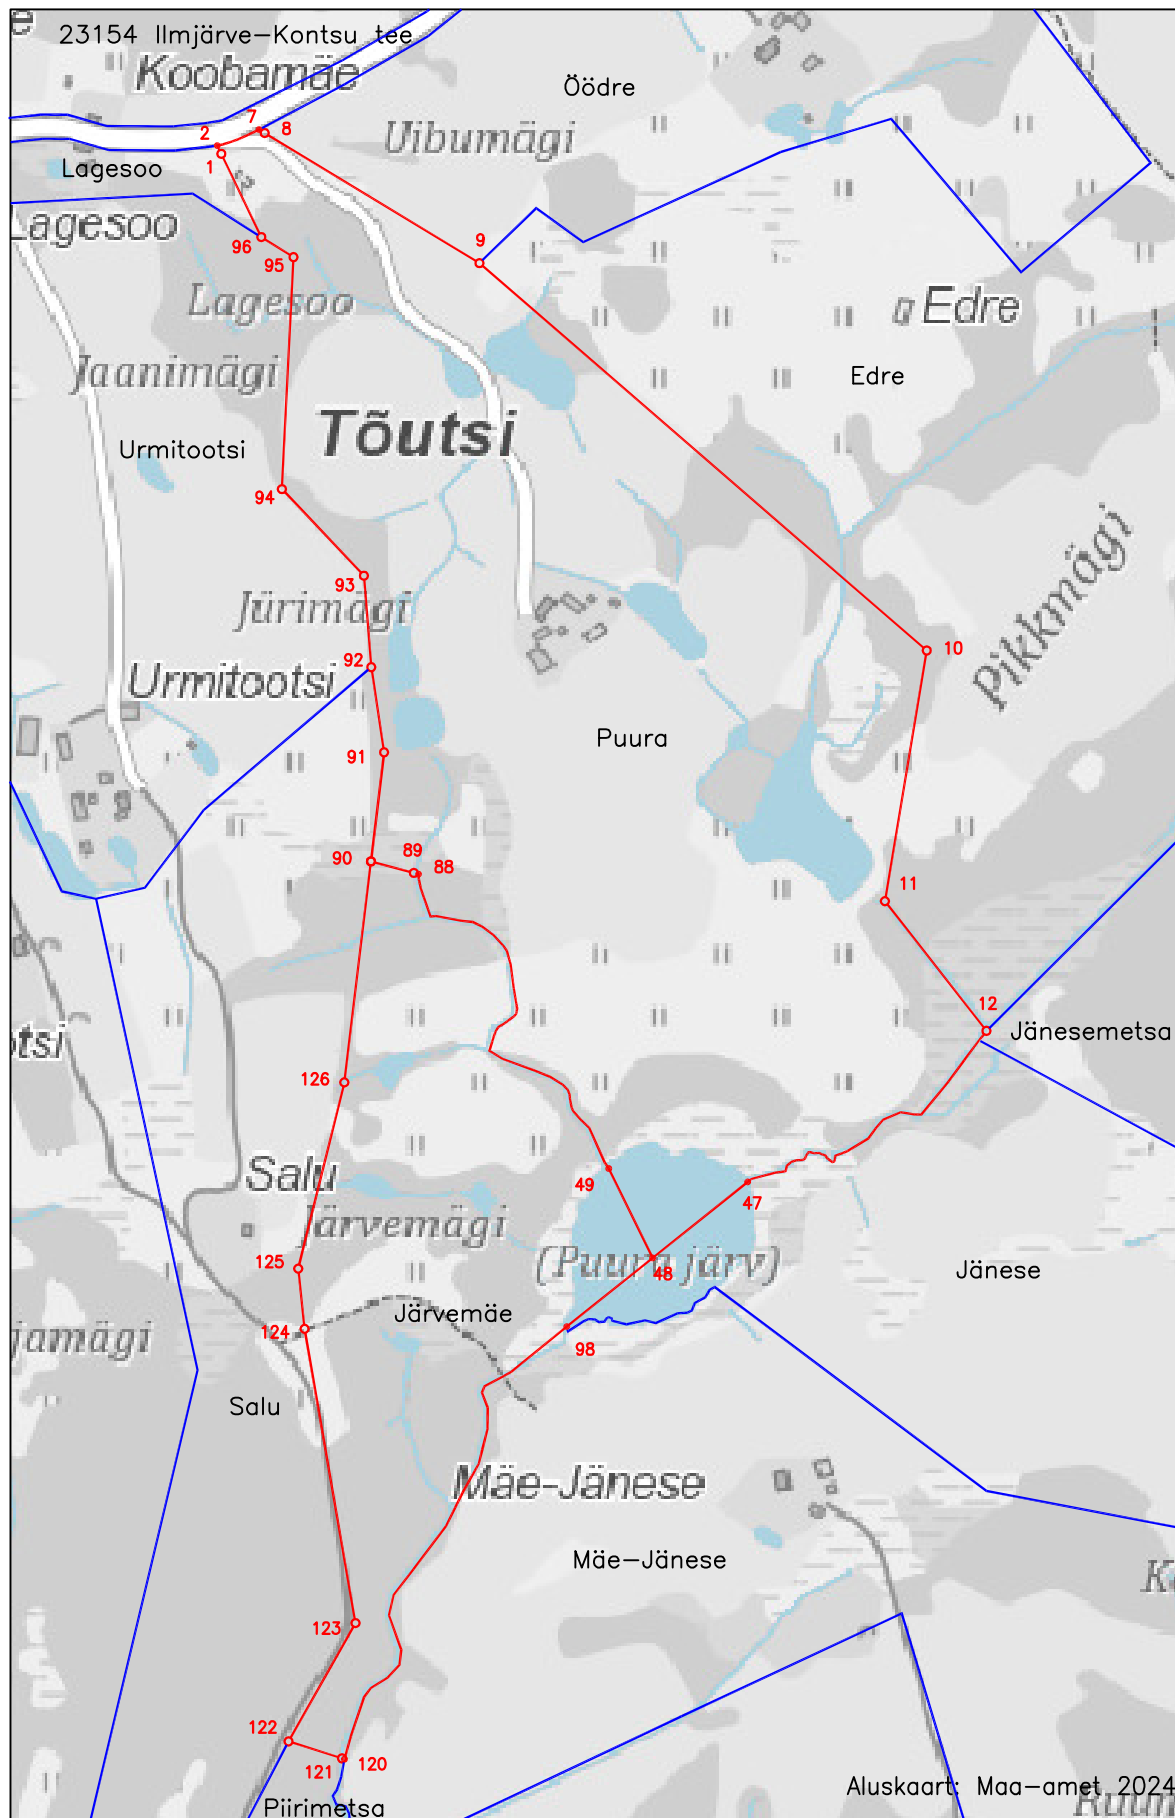 e
23154 Ilmjärve-Kontsu tee
Koobamäe
Öödre
7
8
2
1
Uibumägi
Lagesoo
Lagesoo
96
95
9
Lagesoo
Edre
Jaanimägi
Edre
Tõutsi
Urmitootsi
94
Pikkmägi
93
Jürimägi
92
10
Urmitootsi
Puura
91
90
89
88
11
otsi
12
Jänesemetsa
126
Salu
49
47
Järvemägi
125
(Puura järv)
48
Jänese
Järvemäe
124
98
jamägi
Salu
Mäe-Jänese
Mäe-Jänese
123
122
121
120
Aluskaart: Maa-amet 2024
Piirimetsa